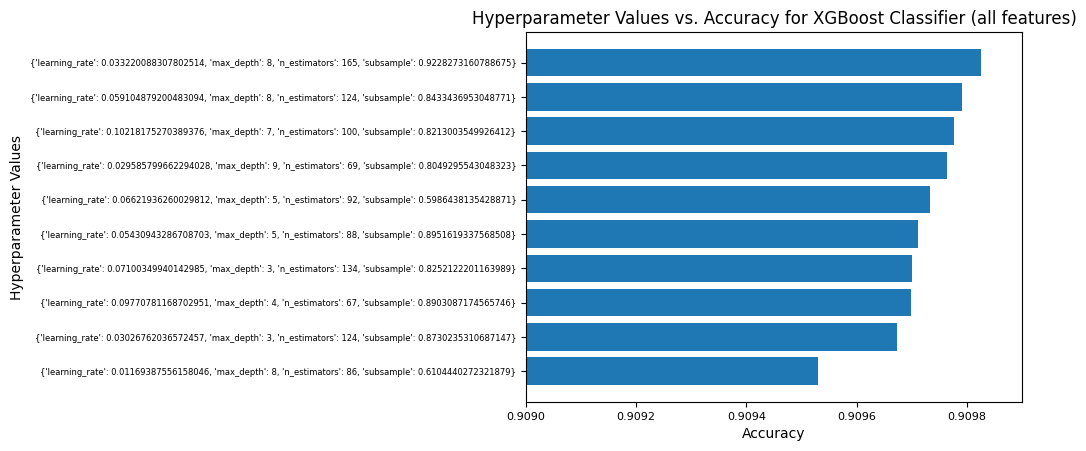 Hyperparameter Values vs. Accuracy for XGBoost Classifier (all features)
{'learning_rate': 0.033220088307802514, 'max_depth': 8, 'n_estimators': 165, 'subsample': 0.9228273160788675}
{'learning_rate': 0.059104879200483094, 'max_depth': 8, 'n_estimators': 124, 'subsample': 0.8433436953048771}
{'learning_rate': 0.10218175270389376, 'max_depth': 7, 'n_estimators': 100, 'subsample': 0.8213003549926412}
{'learning_rate': 0.029585799662294028, 'max_depth': 9, 'n_estimators': 69, 'subsample': 0.8049295543048323}
{'learning_rate': 0.06621936260029812, 'max_depth': 5, 'n_estimators': 92, 'subsample': 0.5986438135428871}
{'learning_rate': 0.05430943286708703, 'max_depth': 5, 'n_estimators': 88, 'subsample': 0.8951619337568508}
{'learning_rate': 0.07100349940142985, 'max_depth': 3, 'n_estimators': 134, 'subsample': 0.8252122201163989}
{'learning_rate': 0.09770781168702951, 'max_depth': 4, 'n_estimators': 67, 'subsample': 0.8903087174565746}
{'learning_rate': 0.03026762036572457, 'max_depth': 3, 'n_estimators': 124, 'subsample': 0.8730235310687147}
{'learning_rate': 0.01169387556158046, 'max_depth': 8, 'n_estimators': 86, 'subsample': 0.6104440272321879}
Hyperparameter Values
0.9090 0.9092 0.9094 0.9096 0.9098
Accuracy